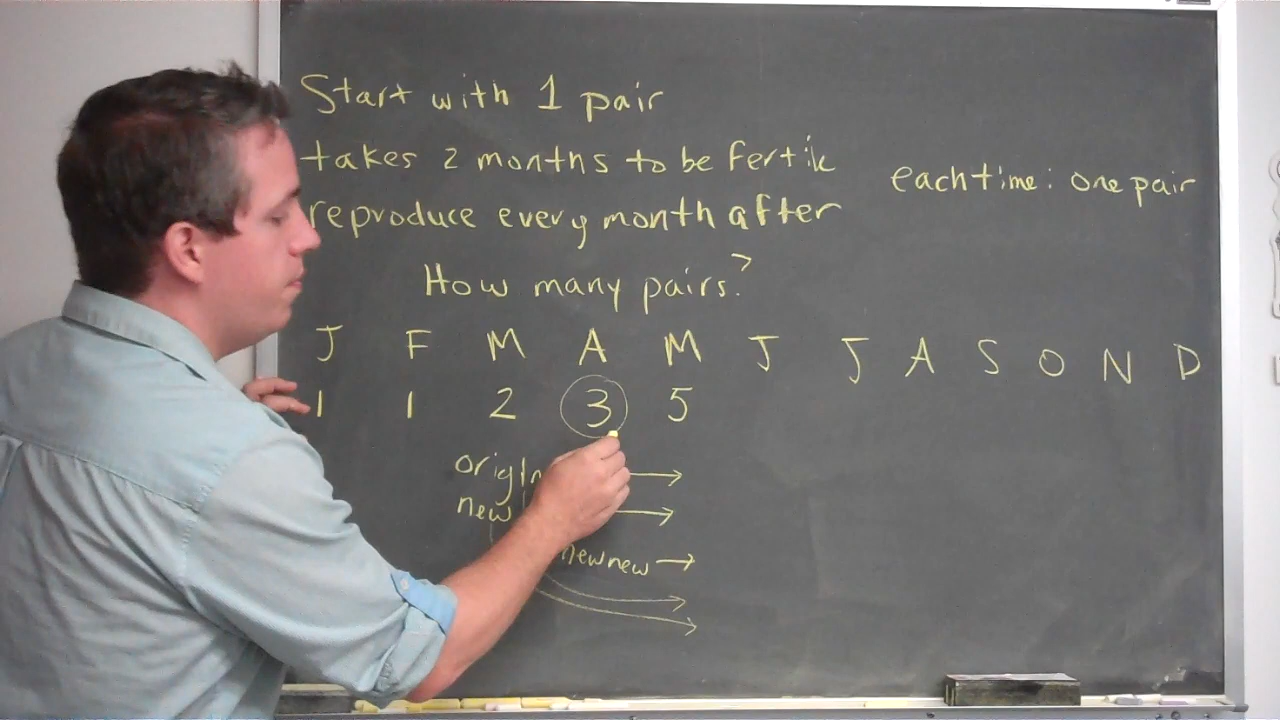 Start with 1 pair
takes 2 months to be fertile
each time: one pair
reproduce every month after
How many pairs?
J F M A M J J A S O N D
1 1 2 3 5
new
newnew